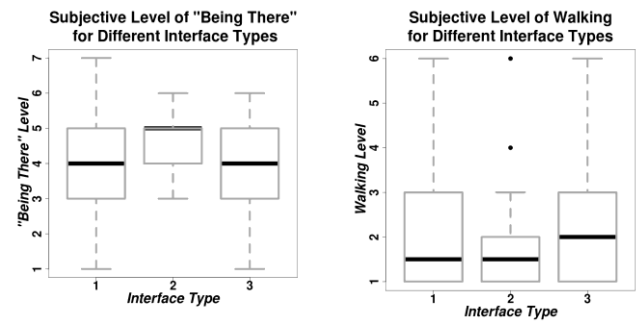 Subjective Level of "Being There"
for Different Interface Types
7
6
5
4
3
2
1
"Being There" Level
1 2 3
Interface Type
Subjective Level of Walking
for Different Interface Types
6
5
4
3
2
1
Walking Level
1 2 3
Interface Type